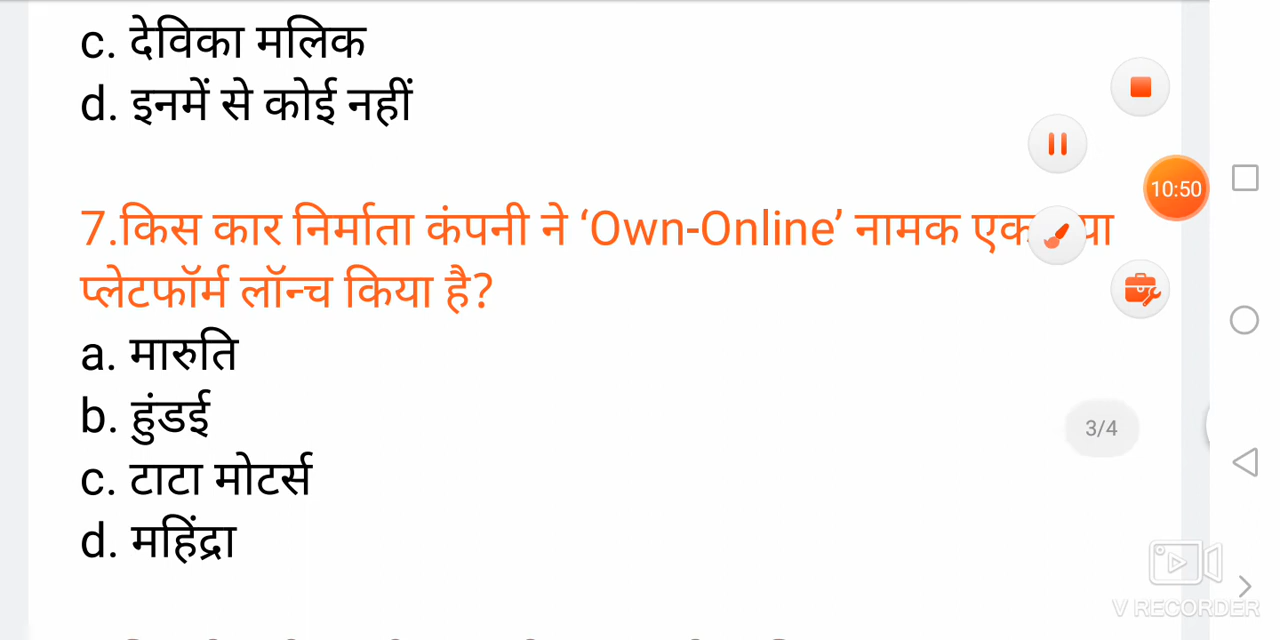 c. देविका मलिक
d. इनमें से कोई नहीं
10:50
7.किस कार निर्माता कंपनी ने ‘Own-Online’ नामक एक
प्लेटफॉर्म लॉन्च किया है?
a. मारुति
b. हुंडई
3/4
c. टाटा मोटर्स
d. महिंद्रा
V RECORDER